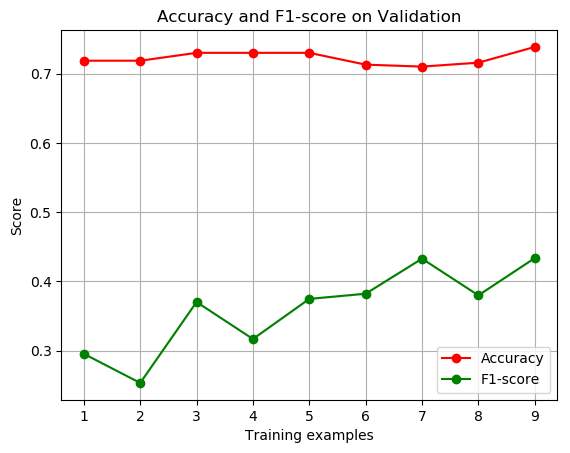 Accuracy and F1-score on Validation
Score
0.7
0.6
0.5
0.4
0.3
Accuracy
F1-score
1 2 3 4 5 6 7 8 9
Training examples